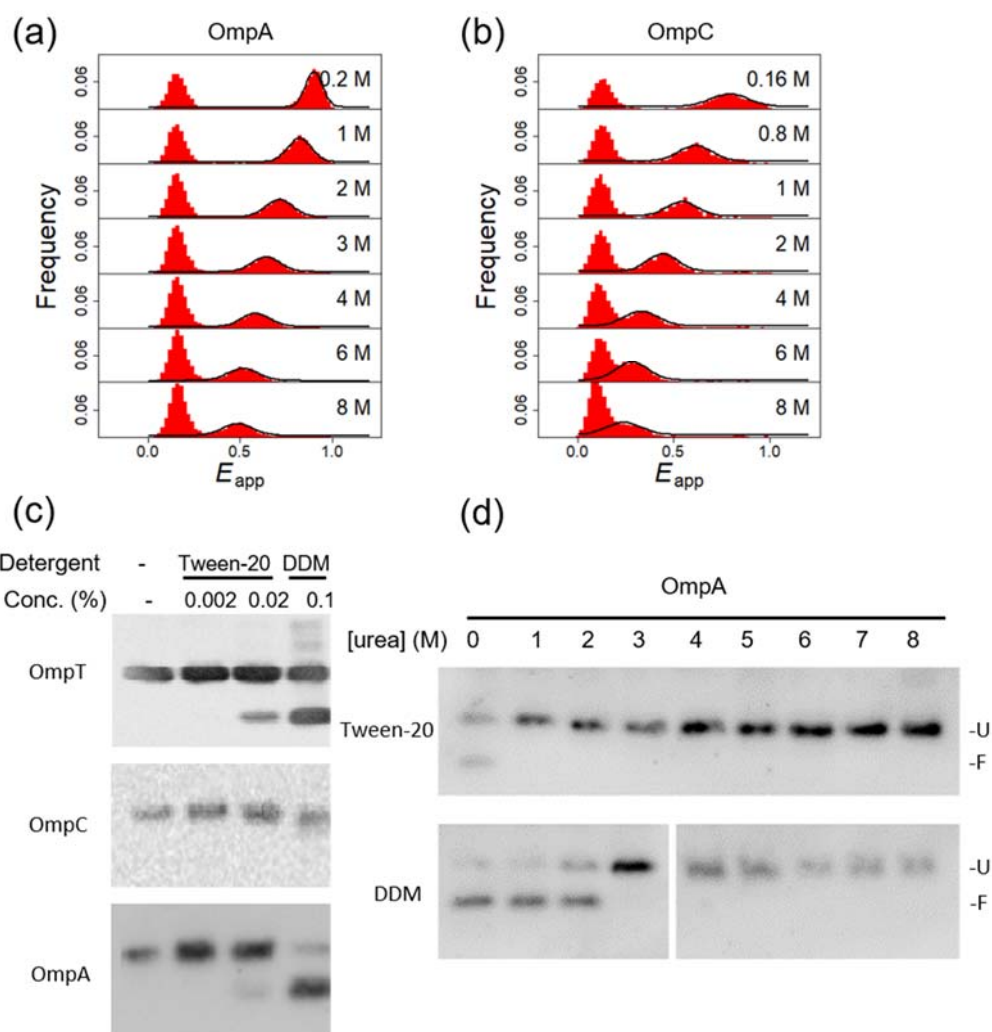 (a)
OmpA
0.2 M
1 M
2 M
3 M
4 M
6 M
8 M
0.06
0.06
0.06
0.06
0.06
0.06
0.06
Frequency
0.0 0.5 1.0
Eapp
(b)
OmpC
0.16 M
0.8 M
1 M
2 M
4 M
6 M
8 M
0.06
0.06
0.06
0.06
0.06
0.06
0.06
Frequency
0.0 0.5 1.0
Eapp
(c)
Detergent - Tween-20 DDM
Conc. (%) - 0.002 0.02 0.1
OmpT
OmpC
OmpA
(d)
OmpA
[urea] (M) 0 1 2 3 4 5 6 7 8
Tween-20
-U
-F
DDM
-U
-F